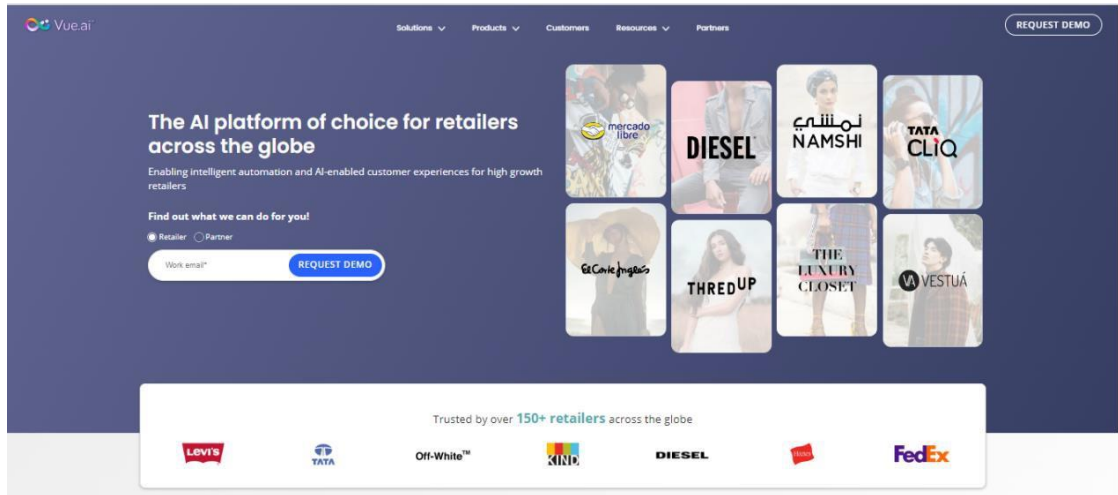 Vue.ai
Solutions
Products
Customers
Resources
Partners
REQUEST DEMO
The AI platform of choice for retailers
across the globe
Enabling intelligent automation and AI-enabled customer experiences for high growth
retailers
Find out what we can do for you!
Retailer
Partner
Work email*
REQUEST DEMO
mercado
libre
DIESEL
نمشي
NAMSHI
TATA
CLiQ
El Corte Inglés
THREDUP
THE
LUXURY
CLOSET
VA VESTUÁ
Trusted by over 150+ retailers across the globe
LEVI'S
TATA
Off-White™
KIND
DIESEL
Hanes
FedEx